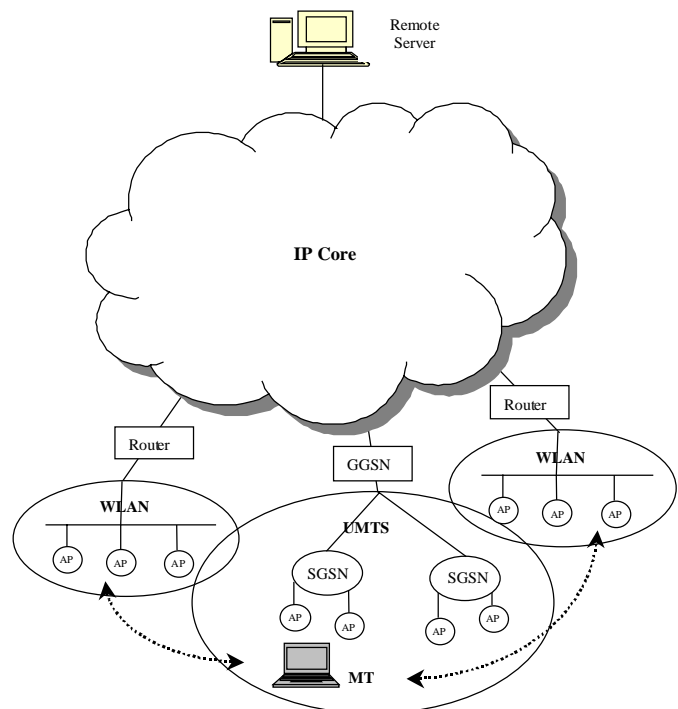 Remote
Server
IP Core
Router
Router
GGSN
WLAN
WLAN
UMTS
AP
AP
AP
AP
AP
AP
SGSN
SGSN
AP
AP
AP
AP
MT